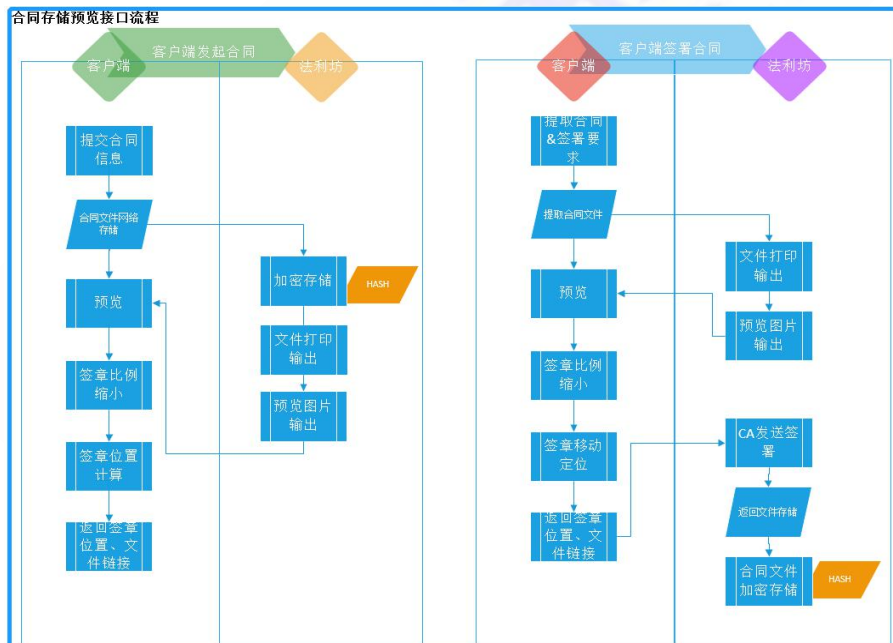 合同存储预览接口流程
客户端发起合同
客户端
法利坊
提交合同
信息
合同文件网络
存储
加密存储
HASH
预览
文件打印
输出
签章比例
缩小
预览图片
输出
签章位置
计算
返回签章
位置、文
件链接
客户端签署合同
客户端
法利坊
提取合同
&签署要
求
提取合同文件
文件打印
输出
预览
预览图片
输出
签章比例
缩小
签章移动
定位
CA发送签
署
返回文件存储
返回签章
位置、文
件链接
合同文件
加密存储
HASH